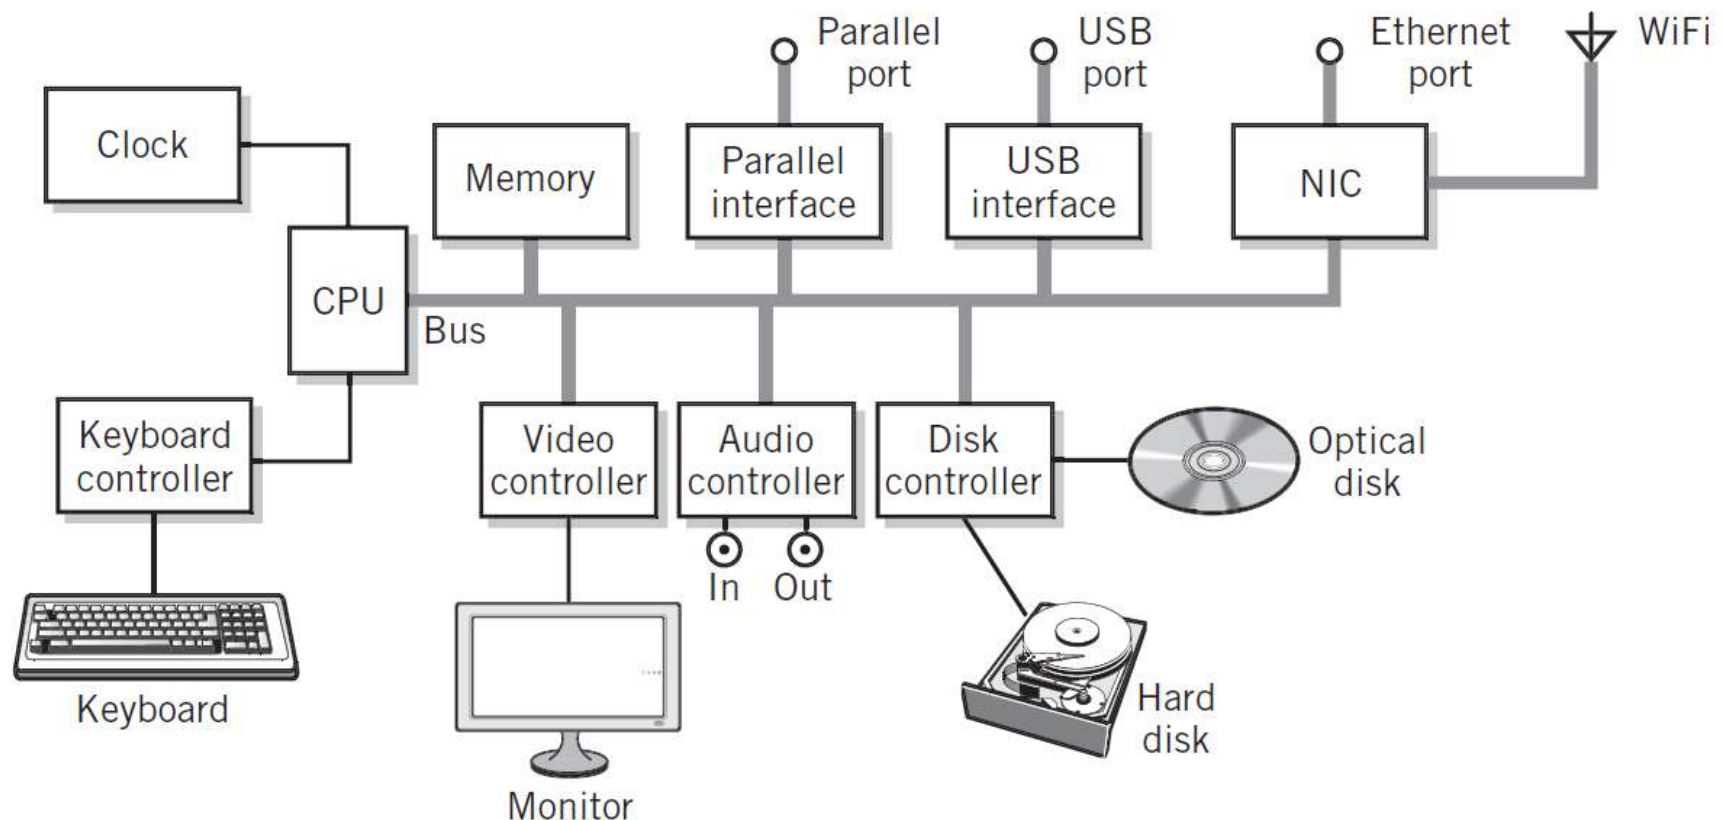 Parallel
port
USB
port
Ethernet
port
WiFi
Clock
Memory
Parallel
interface
USB
interface
NIC
CPU
Bus
Keyboard
controller
Video
controller
Audio
controller
Disk
controller
Optical
disk
In
Out
Keyboard
Monitor
Hard
disk